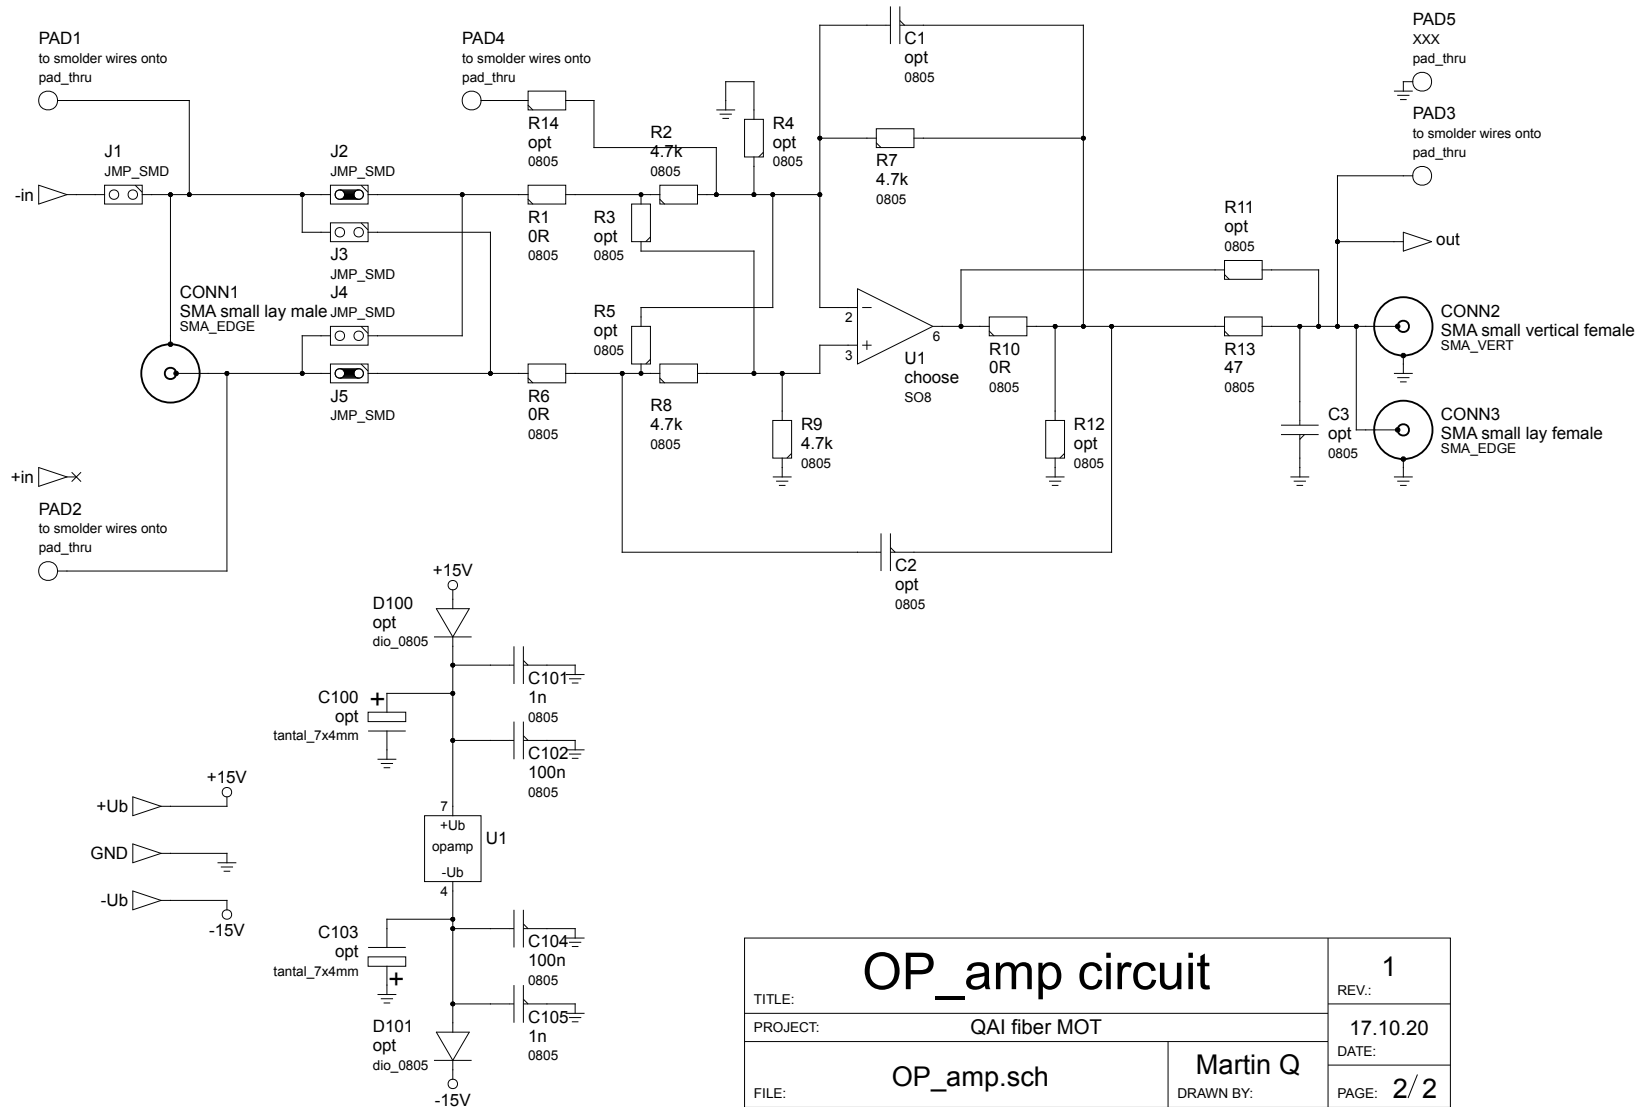 PAD1
to smolder wires onto
pad_thru
PAD4
to smolder wires onto
pad_thru
C1
opt
0805
PAD5
XXX
pad_thru
PAD3
to smolder wires onto
pad_thru
J1
JMP_SMD
-in
J2
JMP_SMD
J3
JMP_SMD
J4
JMP_SMD
J5
JMP_SMD
CONN1
SMA small lay male
SMA_EDGE
+in
PAD2
to smolder wires onto
pad_thru
R14
opt
0805
R2
4.7k
0805
R4
opt
0805
R1
0R
0805
R3
opt
0805
R5
opt
0805
R6
0R
0805
R8
4.7k
0805
R9
4.7k
0805
R7
4.7k
0805
2
3
6
U1
choose
SO8
R10
0R
0805
R12
opt
0805
R11
opt
0805
R13
47
0805
C3
opt
0805
out
CONN2
SMA small vertical female
SMA_VERT
CONN3
SMA small lay female
SMA_EDGE
C2
opt
0805
+15V
D100
opt
dio_0805
C101
1n
0805
C100
+
opt
tantal_7x4mm
C102
100n
0805
+15V
+Ub
GND
-Ub
-15V
7
+Ub
opamp
-Ub
U1
4
C103
opt
tantal_7x4mm
+
C104
100n
0805
C105
1n
0805
D101
opt
dio_0805
-15V
TITLE: OP_amp circuit
REV.: 1
PROJECT: QAI fiber MOT
17.10.20
DATE:
FILE: OP_amp.sch
Martin Q
DRAWN BY:
PAGE: 2/2